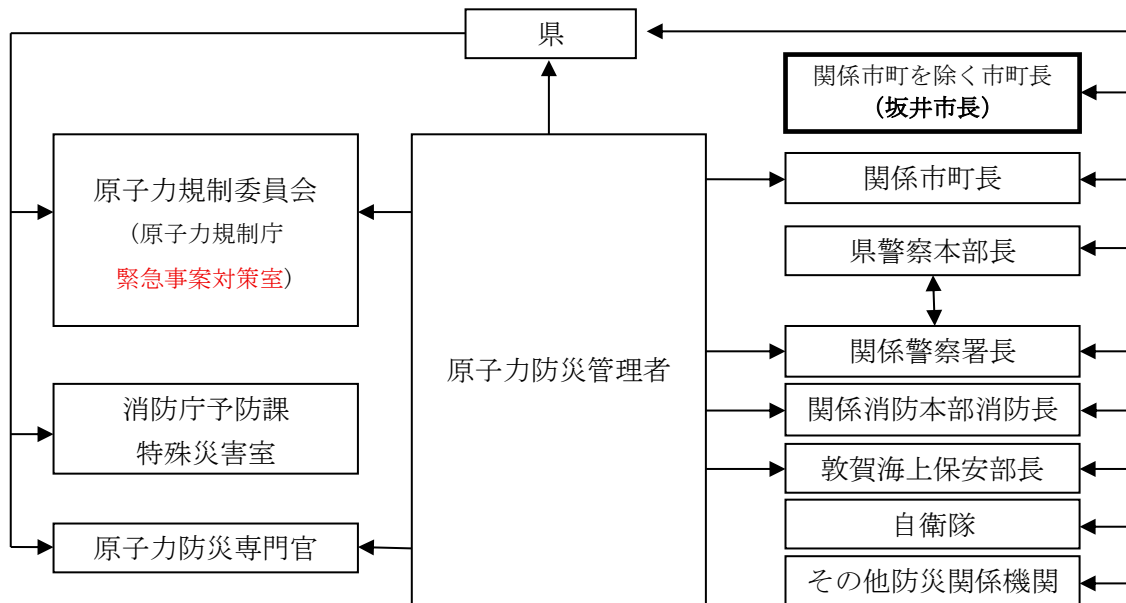 県
関係市町を除く市町長
（坂井市長）
原子力規制委員会
（原子力規制庁
緊急事案対策室）
関係市町長
県警察本部長
原子力防災管理者
関係警察署長
消防庁予防課
特殊災害室
関係消防本部消防長
敦賀海上保安部長
自衛隊
原子力防災専門官
その他防災関係機関